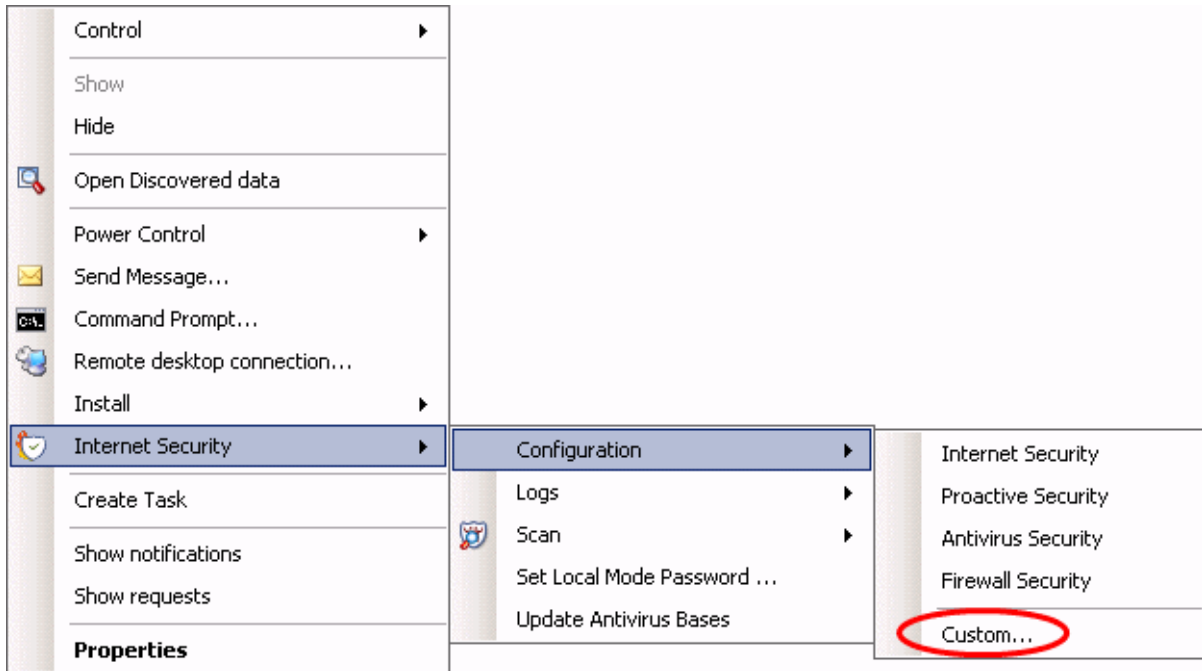 Control
Show
Hide
Open Discovered data
Power Control
Send Message...
C:\.
Command Prompt...
Remote desktop connection...
Install
Internet Security
Create Task
Show notifications
Show requests
Properties
Configuration
Logs
Scan
Set Local Mode Password ...
Update Antivirus Bases
Internet Security
Proactive Security
Antivirus Security
Firewall Security
Custom...